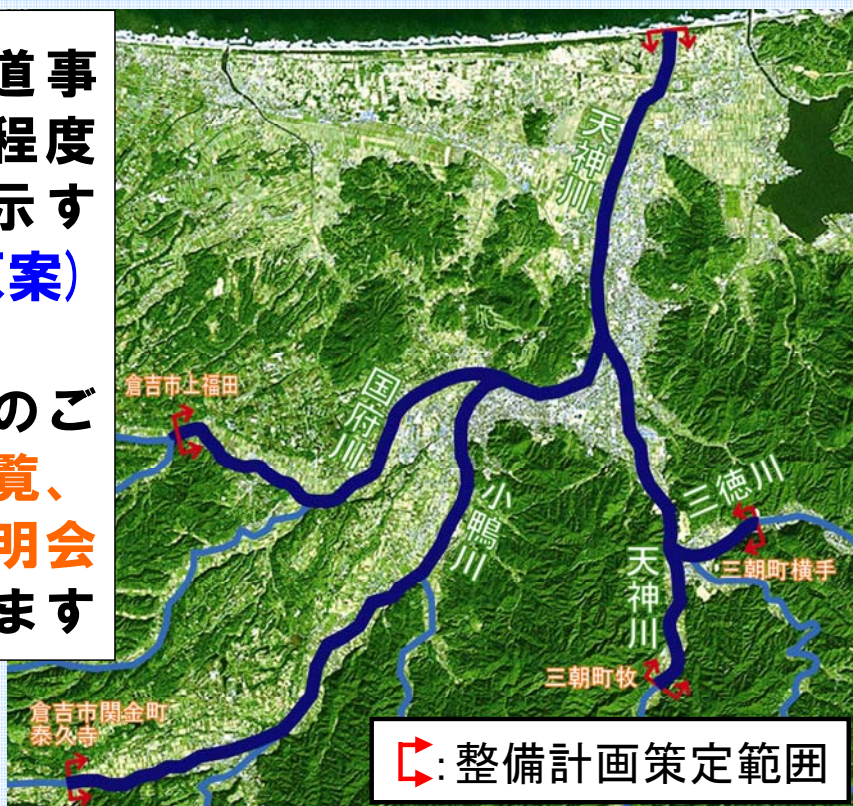 道事
程度
示す
案)
のご
覧、
明会
ます
天神川
倉吉市上福田
国府川
小鴨川
三徳川
三朝町横手
天神川
三朝町牧
倉吉市関金町
泰久寺
:整備計画策定範囲